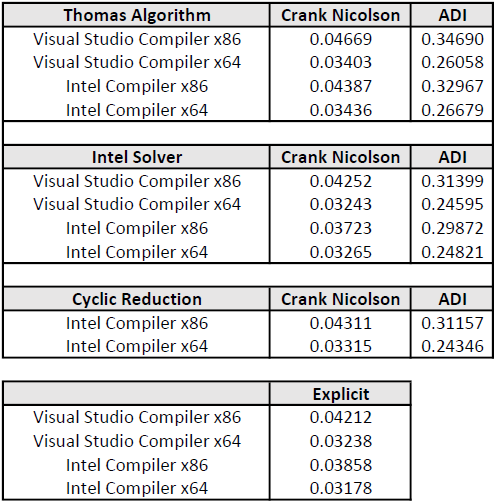 Thomas Algorithm Crank Nicolson ADI
Visual Studio Compiler x86 0.04669 0.34690
Visual Studio Compiler x64 0.03403 0.26058
Intel Compiler x86 0.04387 0.32967
Intel Compiler x64 0.03436 0.26679
Intel Solver Crank Nicolson ADI
Visual Studio Compiler x86 0.04252 0.31399
Visual Studio Compiler x64 0.03243 0.24595
Intel Compiler x86 0.03723 0.29872
Intel Compiler x64 0.03265 0.24821
Cyclic Reduction Crank Nicolson ADI
Intel Compiler x86 0.04311 0.31157
Intel Compiler x64 0.03315 0.24346
Explicit
Visual Studio Compiler x86 0.04212
Visual Studio Compiler x64 0.03238
Intel Compiler x86 0.03858
Intel Compiler x64 0.03178